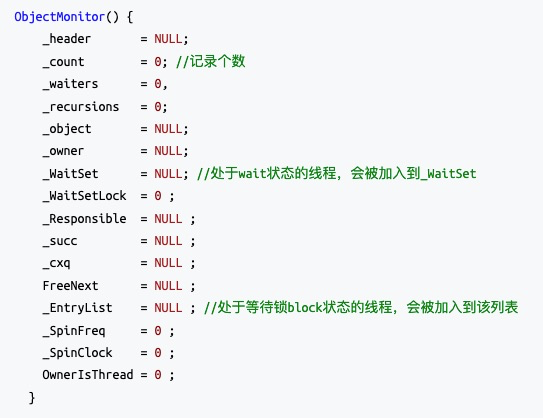 ObjectMonitor() {
_header = NULL;
_count = 0; //记录个数
_waiters = 0,
_recursions = 0;
_object = NULL;
_owner = NULL;
_WaitSet = NULL; //处于wait状态的线程，会被加入到_WaitSet
_WaitSetLock = 0 ;
_Responsible = NULL ;
_succ = NULL ;
_cxq = NULL ;
FreeNext = NULL ;
_EntryList = NULL ; //处于等待锁block状态的线程，会被加入到该列表
_SpinFreq = 0 ;
_SpinClock = 0 ;
OwnerIsThread = 0 ;
}